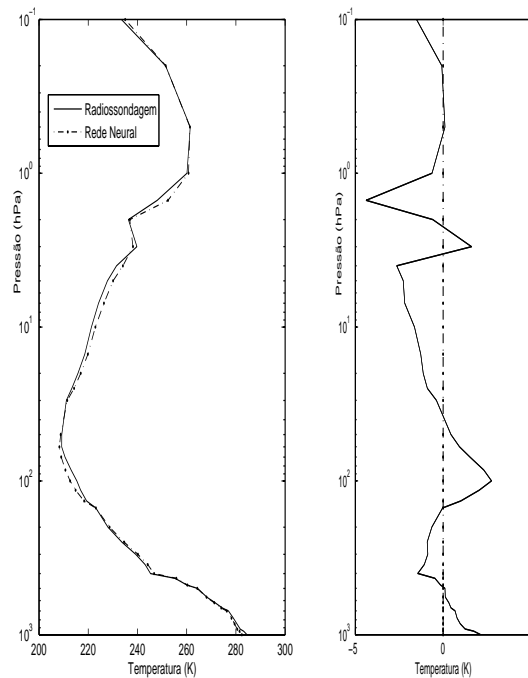 10^-1
10^0
10^1
10^2
10^3
Pressão (hPa)
200 220 240 260 280 300
Temperatura (K)
Radiossondagem
Rede Neural
10^-1
10^0
10^1
10^2
10^3
Pressão (hPa)
−5 0
Temperatura (K)